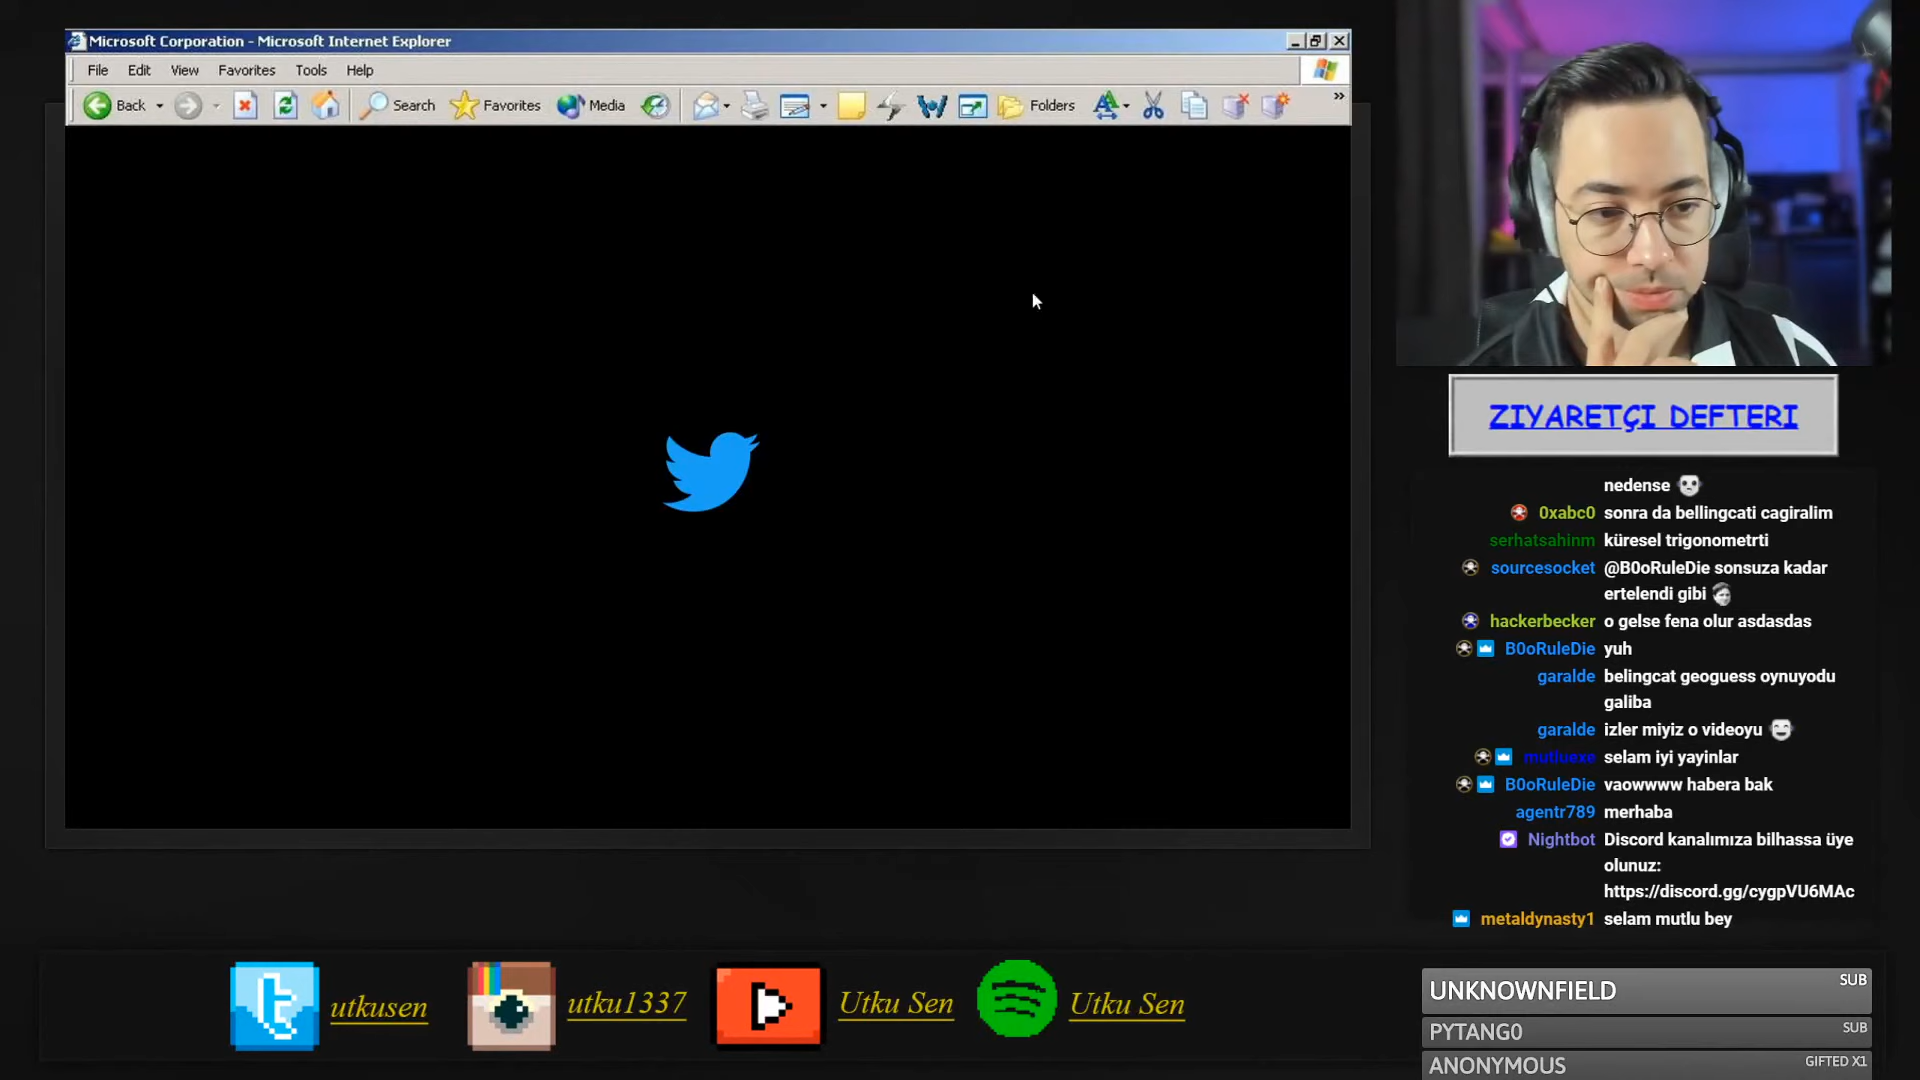 Microsoft Corporation - Microsoft Internet Explorer
File Edit View Favorites Tools Help
Back Search Favorites Media Folders
ZIYARETÇI DEFTERI
nedense
0xabc0 sonra da bellingcati cagiralim
serhatsahinm küresel trigonometrti
sourcesocket @B0oRuleDie sonsuza kadar
ertelendi gibi
hackerbecker o gelse fena olur asdasdas
B0oRuleDie yuh
garalde belingcat geoguess oynuyodu
galiba
garalde izler miyiz o videoyu
mutluexe selam iyi yayinlar
B0oRuleDie vaowwww habera bak
agentr789 merhaba
Nightbot Discord kanalımıza bilhassa üye
olunuz:
https://discord.gg/cygpVU6MAc
metaldynasty1 selam mutlu bey
utkusen utku1337 Utku Sen Utku Sen
UNKNOWNFIELD SUB
PYTANG0 SUB
ANONYMOUS GIFTED X1